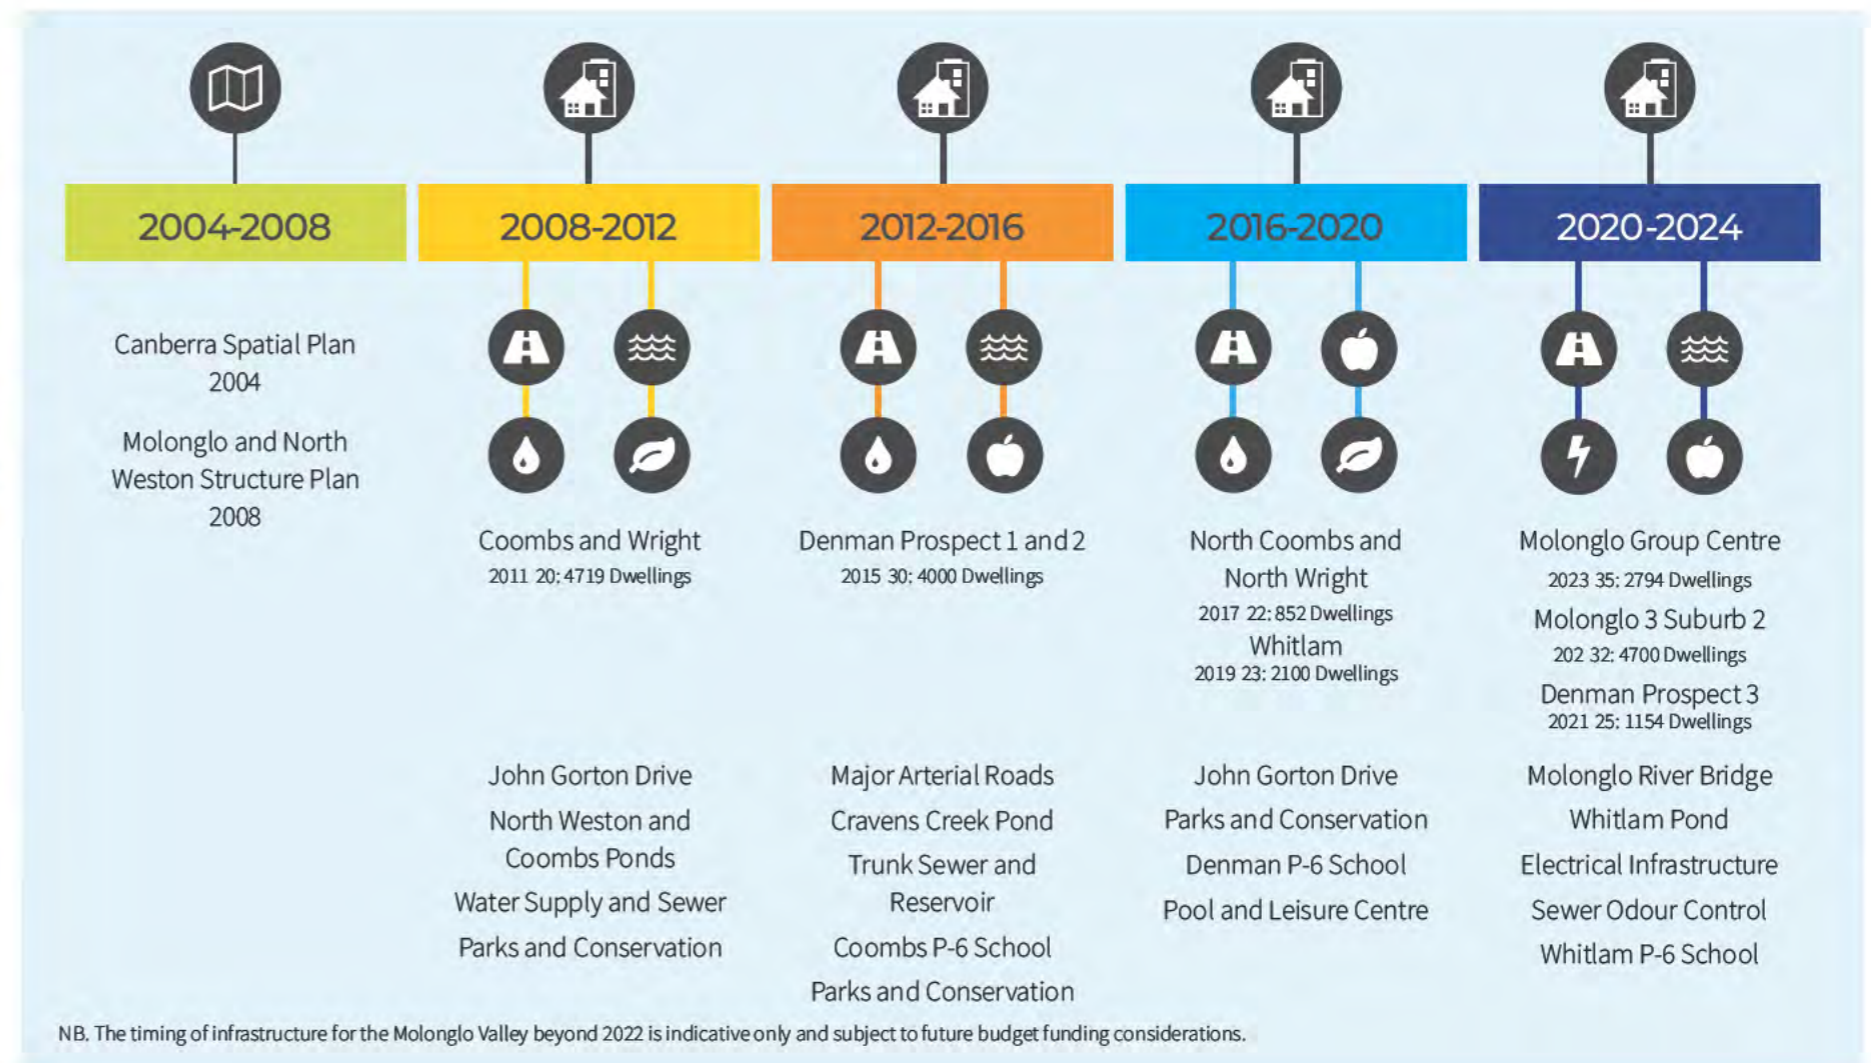 2004-2008
Canberra Spatial Plan
2004
Molonglo and North
Weston Structure Plan
2008
2008-2012
Coombs and Wright
2011 20: 4719 Dwellings
John Gorton Drive
North Weston and
Coombs Ponds
Water Supply and Sewer
Parks and Conservation
2012-2016
Denman Prospect 1 and 2
2015 30: 4000 Dwellings
Major Arterial Roads
Cravens Creek Pond
Trunk Sewer and
Reservoir
Coombs P-6 School
Parks and Conservation
2016-2020
North Coombs and
North Wright
2017 22: 852 Dwellings
Whitlam
2019 23: 2100 Dwellings
John Gorton Drive
Parks and Conservation
Denman P-6 School
Pool and Leisure Centre
2020-2024
Molonglo Group Centre
2023 35: 2794 Dwellings
Molonglo 3 Suburb 2
202 32: 4700 Dwellings
Denman Prospect 3
2021 25: 1154 Dwellings
Molonglo River Bridge
Whitlam Pond
Electrical Infrastructure
Sewer Odour Control
Whitlam P-6 School
NB. The timing of infrastructure for the Molonglo Valley beyond 2022 is indicative only and subject to future budget funding considerations.